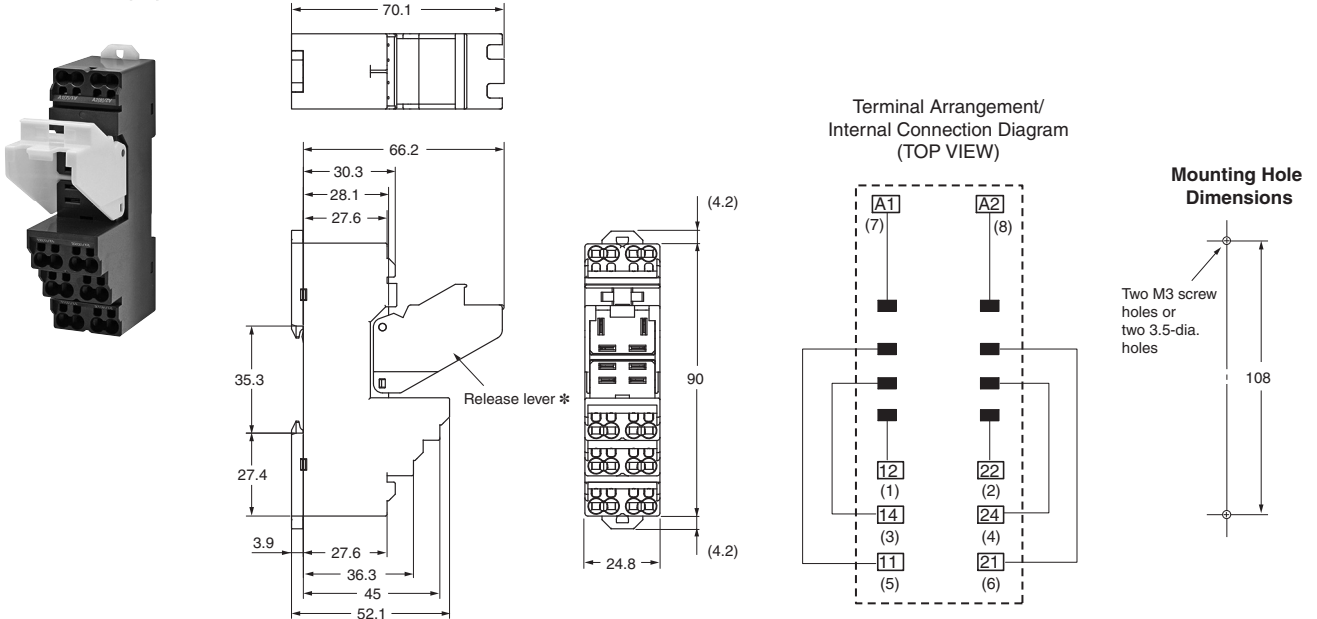 70.1
66.2
30.3
28.1
27.6
35.3
27.4
3.9
27.6
36.3
45
52.1
Release lever *
(4.2)
90
(4.2)
24.8
Terminal Arrangement/
Internal Connection Diagram
(TOP VIEW)
A1 A2
(7) (8)
12 22
(1) (2)
14 24
(3) (4)
11 21
(5) (6)
Mounting Hole
Dimensions
Two M3 screw
holes or
two 3.5-dia.
holes
108